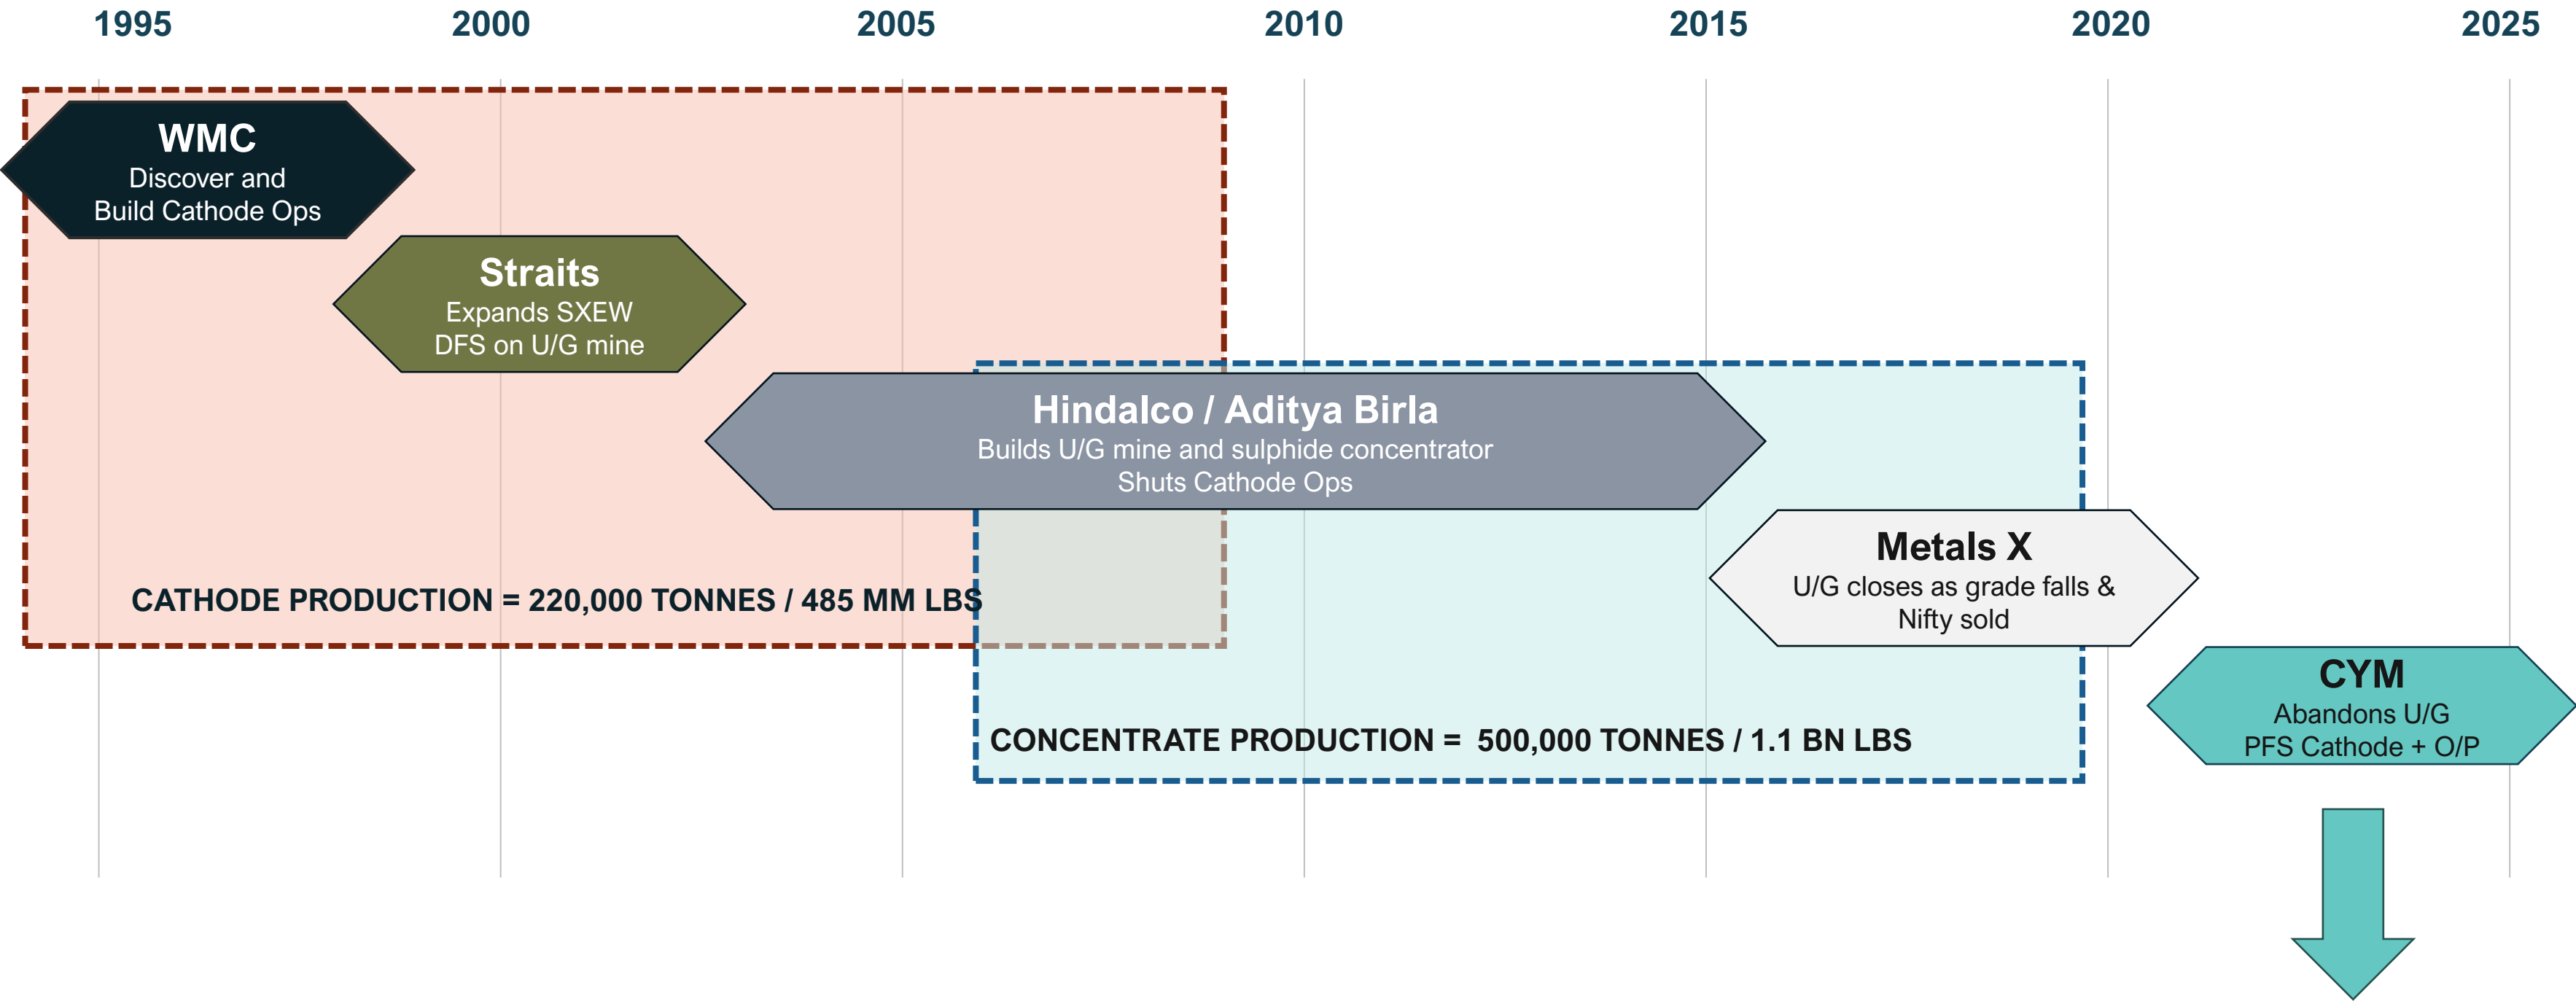 1995 2000 2005 2010 2015 2020 2025
WMC
Discover and
Build Cathode Ops
Straits
Expands SXEW
DFS on U/G mine
Hindalco / Aditya Birla
Builds U/G mine and sulphide concentrator
Shuts Cathode Ops
Metals X
U/G closes as grade falls &
Nifty sold
CATHODE PRODUCTION = 220,000 TONNES / 485 MM LBS
CYM
Abandons U/G
PFS Cathode + O/P
CONCENTRATE PRODUCTION = 500,000 TONNES / 1.1 BN LBS